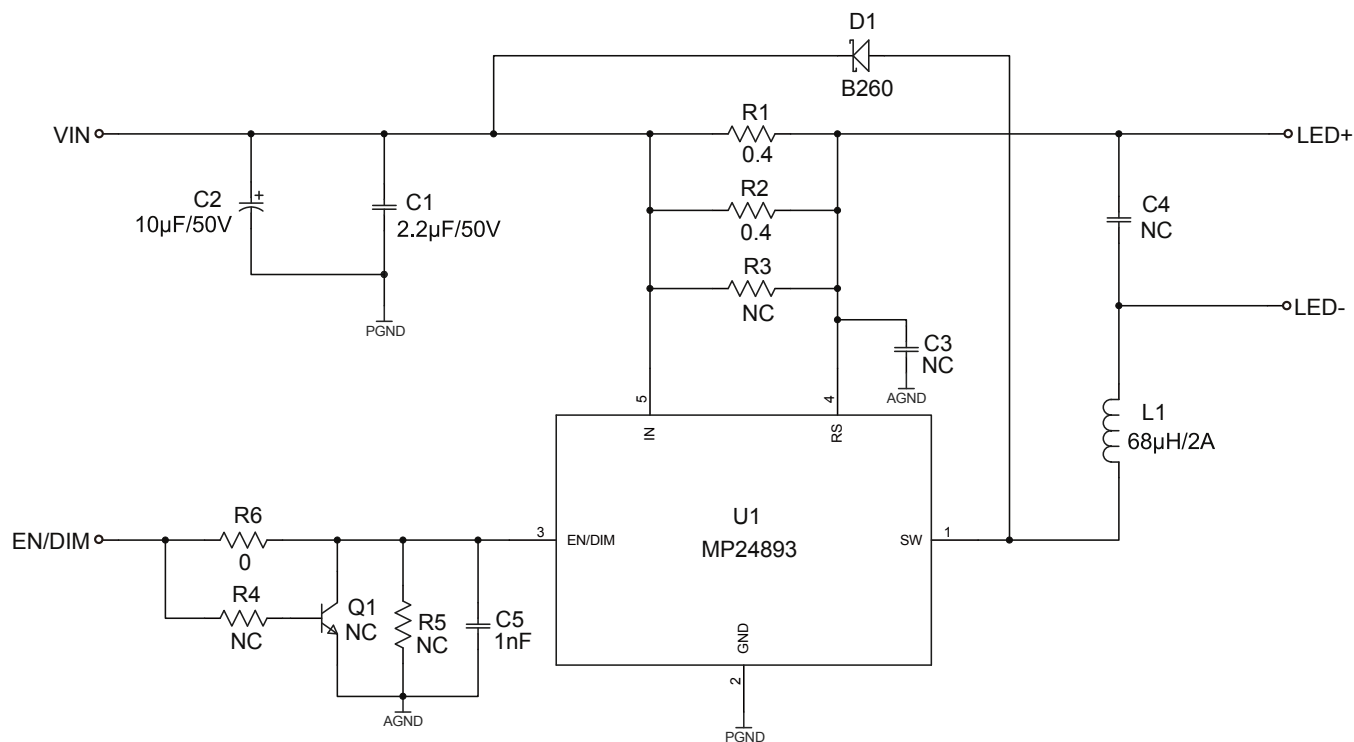 D1
B260
VIN
R1
0.4
LED+
C2
10µF/50V
+
C1
2.2µF/50V
R2
0.4
C4
NC
R3
NC
LED-
PGND
C3
NC
AGND
5
4
IN
RS
L1
68µH/2A
EN/DIM
R6
0
3
EN/DIM
U1
MP24893
SW
1
R4
NC
Q1
NC
R5
NC
C5
1nF
GND
2
AGND
PGND